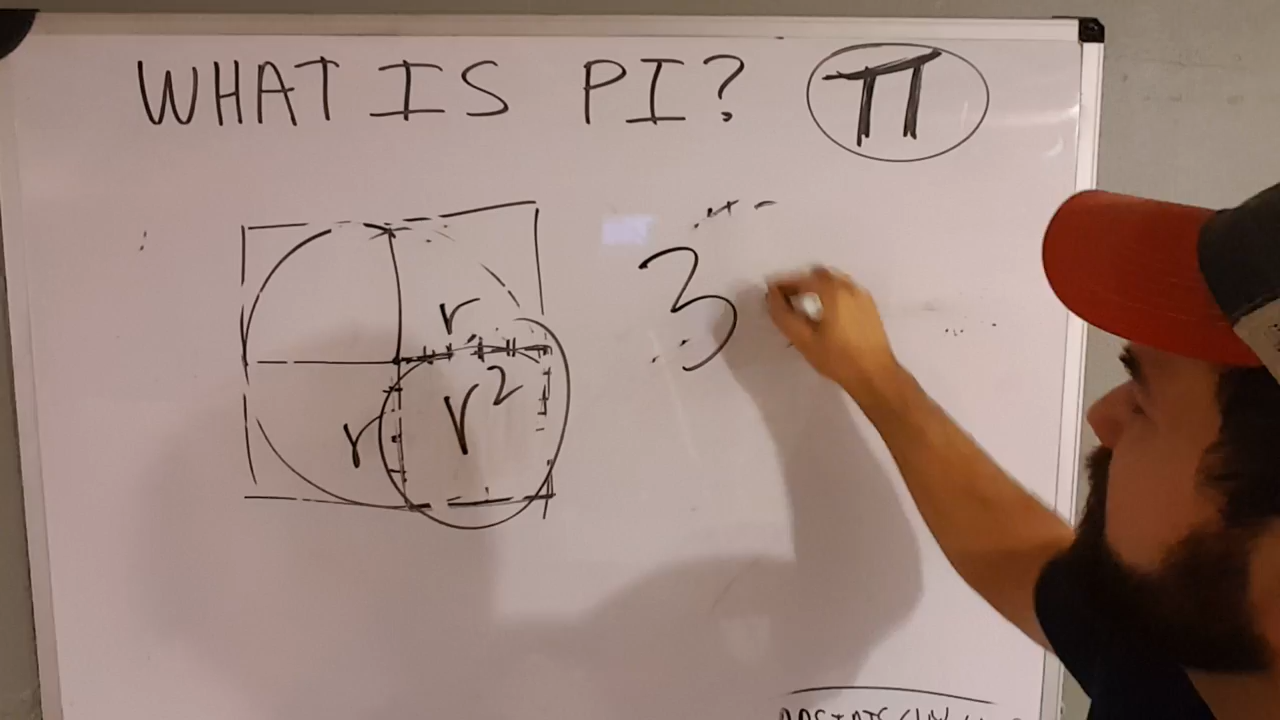 WHAT IS PI? π
3
r
r²
r